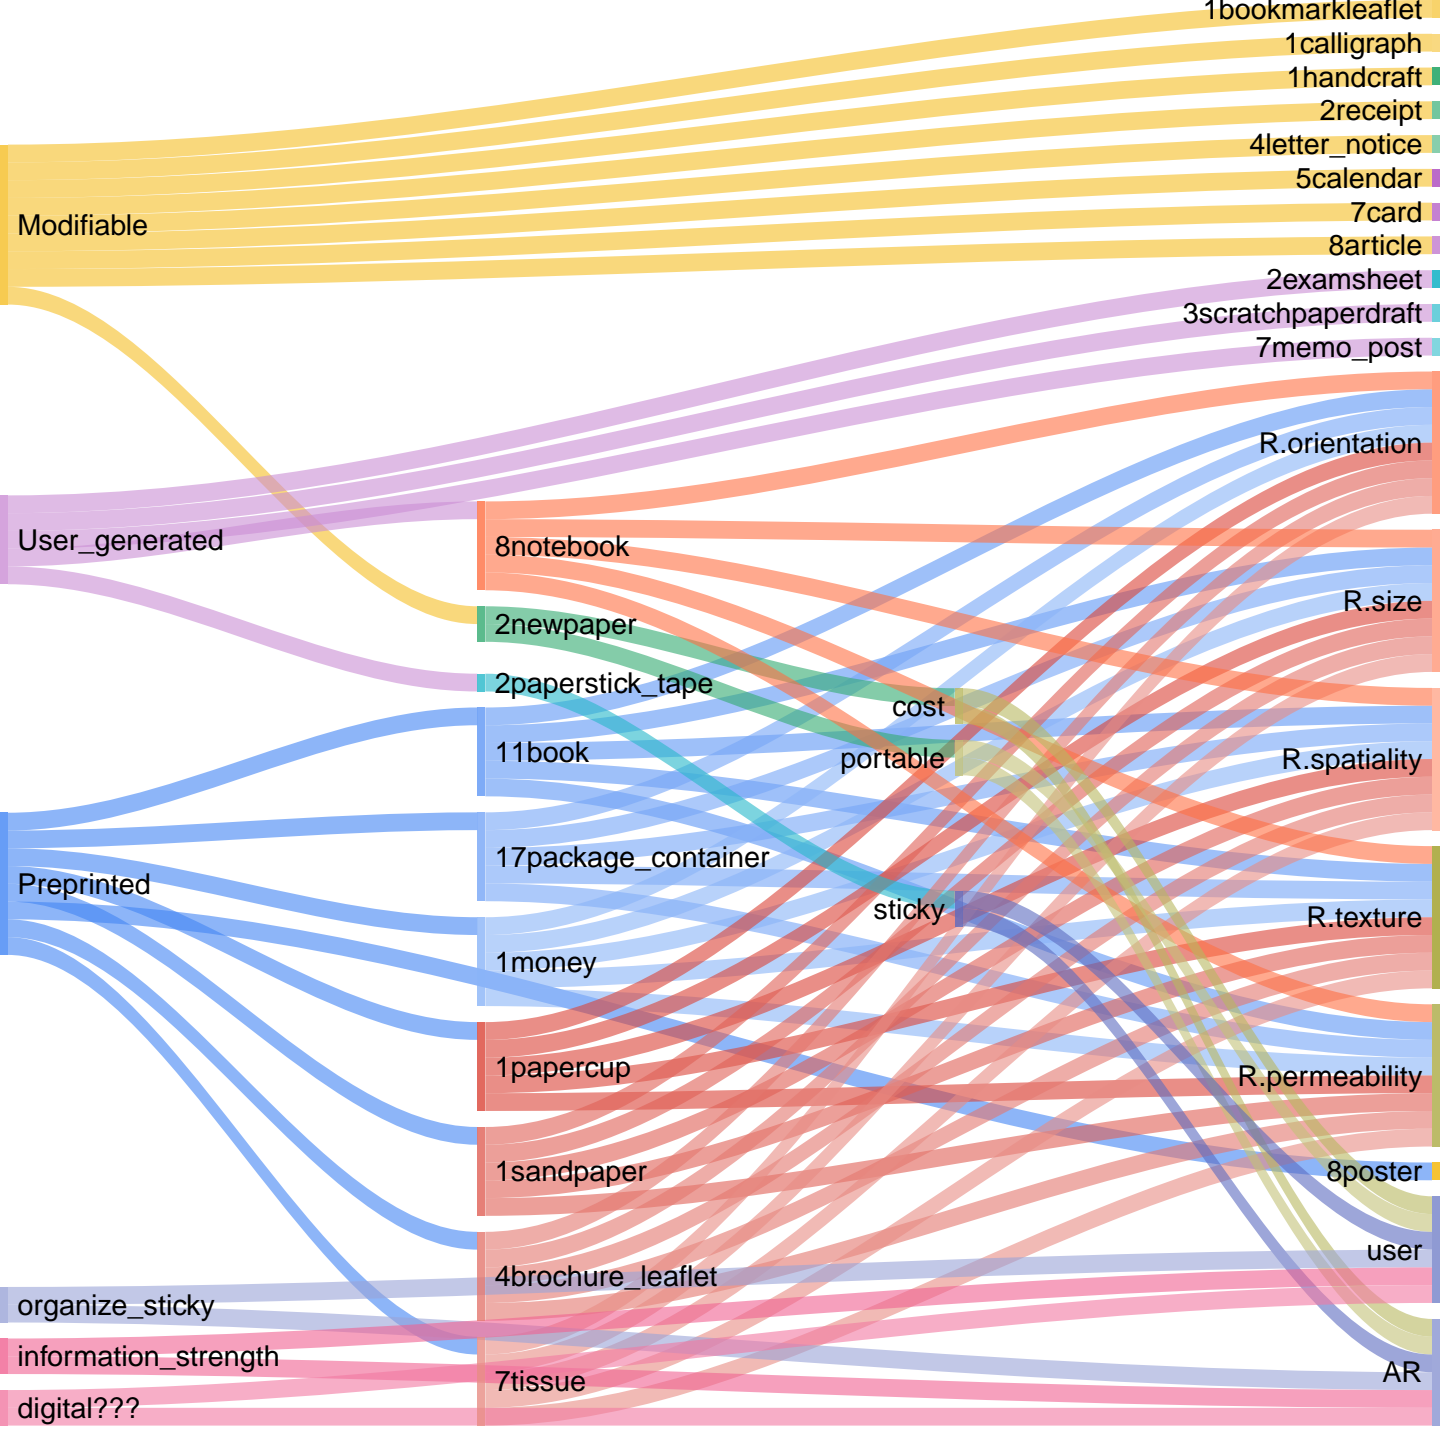 1bookmarkleaflet
1calligraph
1handcraft
2receipt
4letter_notice
5calendar
7card
8article
2examsheet
3scratchpaperdraft
7memo_post
Modifiable
User_generated
Preprinted
organize_sticky
information_strength
digital???
8notebook
2newpaper
2paperstick_tape
11book
17package_container
1money
1papercup
1sandpaper
4brochure_leaflet
7tissue
cost
portable
sticky
R.orientation
R.size
R.spatiality
R.texture
R.permeability
8poster
user
AR